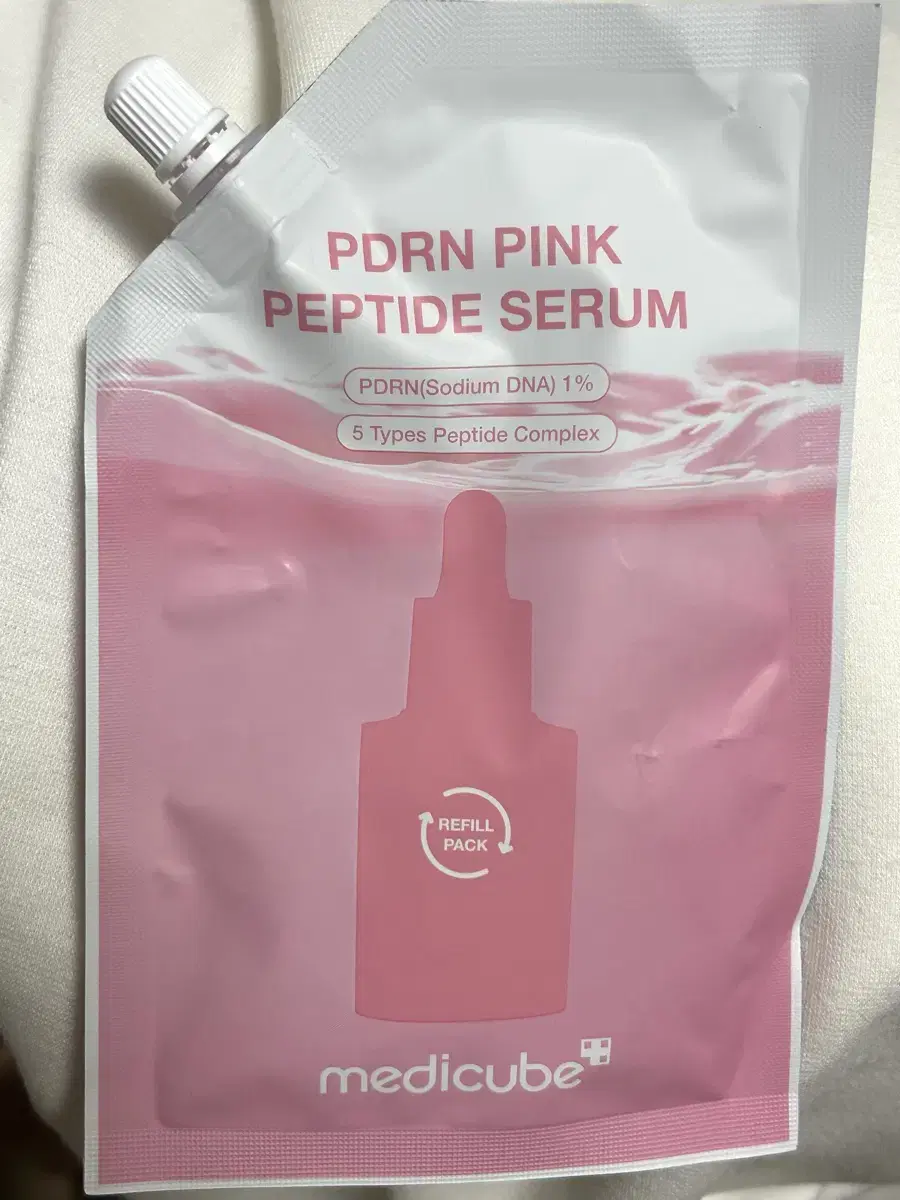 PDRN PINK
PEPTIDE SERUM
PDRN(Sodium DNA) 1%
5 Types Peptide Complex
REFILL
PACK
medicube